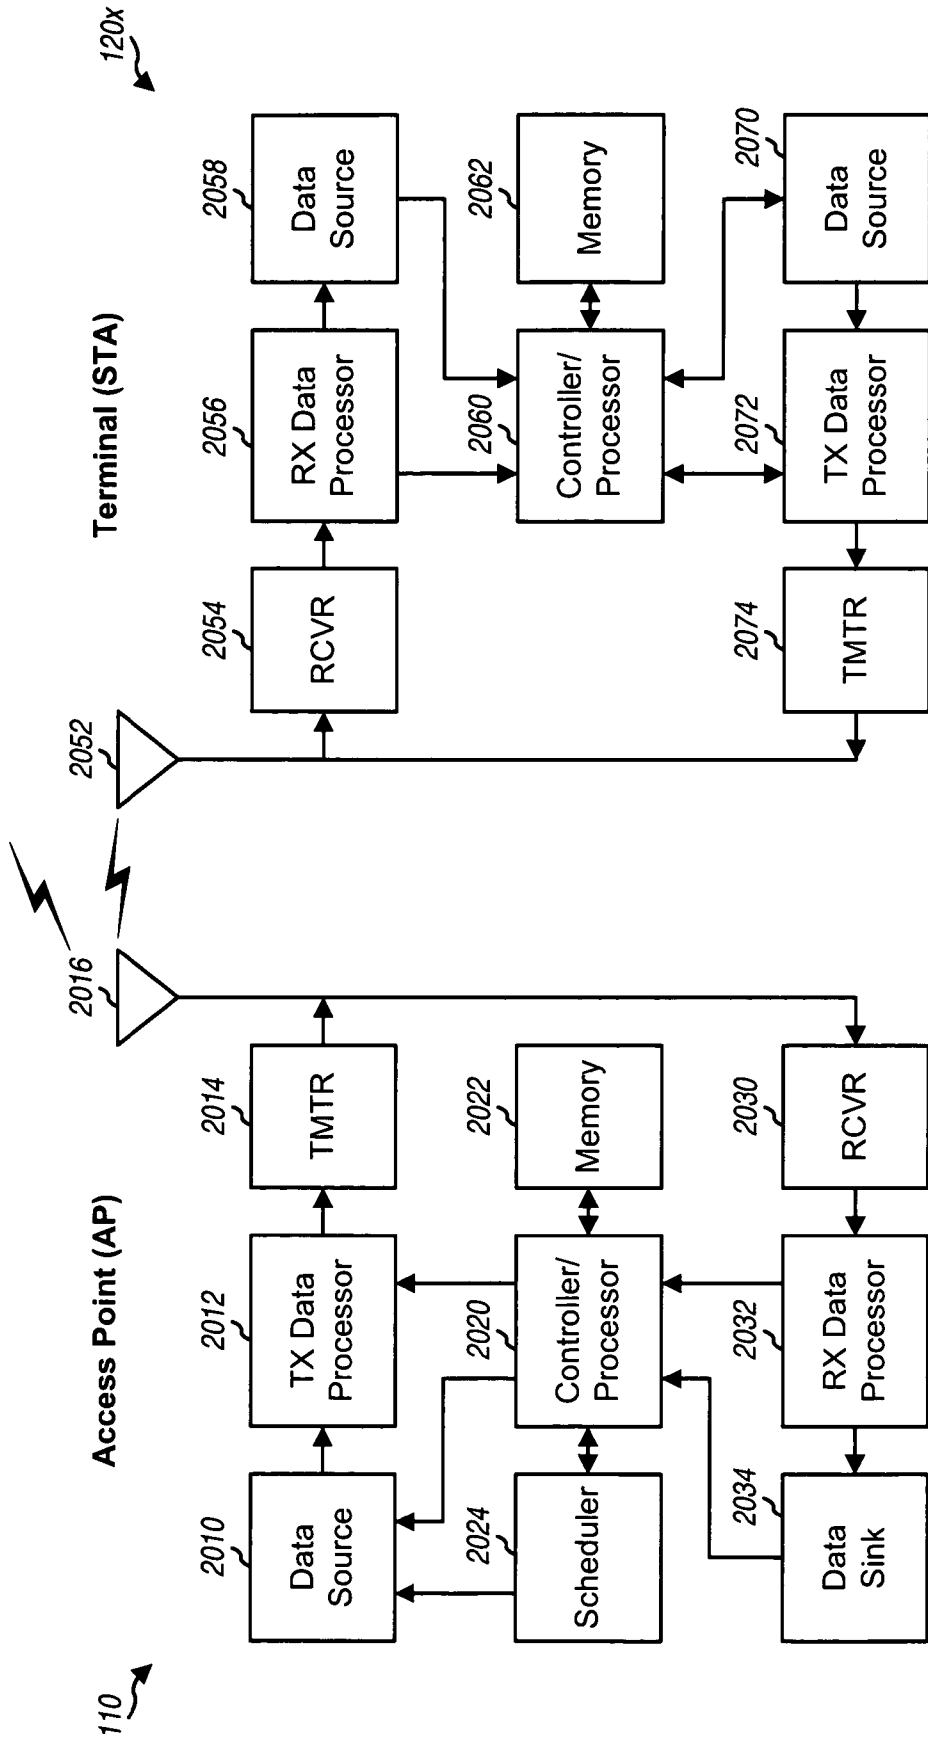 110
Access Point (AP)
Terminal (STA)
120x
2010
Data
Source
2012
TX Data
Processor
2014
TMTR
2016
2052
2054
RCVR
2056
RX Data
Processor
2058
Data
Source
2024
Scheduler
2020
Controller/
Processor
2022
Memory
2060
Controller/
Processor
2062
Memory
2034
Data
Sink
2032
RX Data
Processor
2030
RCVR
2074
TMTR
2072
TX Data
Processor
2070
Data
Source